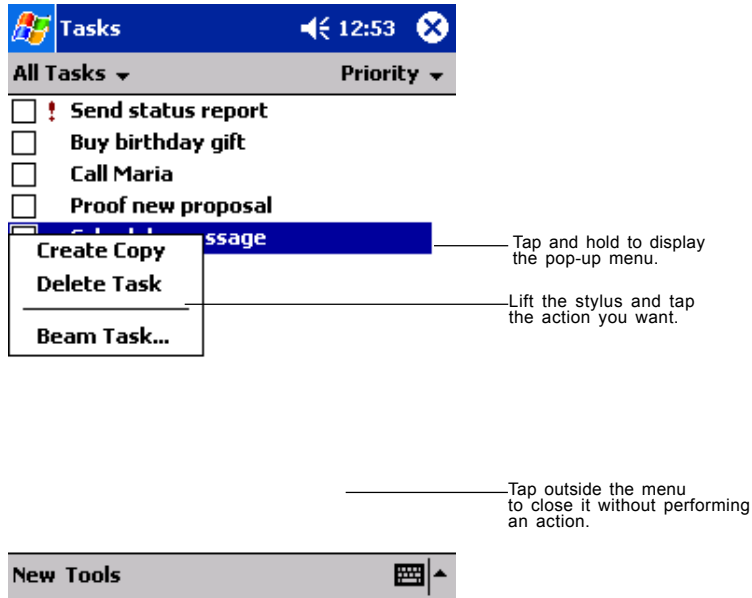 Tasks 12:53
All Tasks Priority
! Send status report
Buy birthday gift
Call Maria
Proof new proposal
ssage
Create Copy
Delete Task
Beam Task...
Tap and hold to display
the pop-up menu.
Lift the stylus and tap
the action you want.
Tap outside the menu
to close it without performing
an action.
New Tools